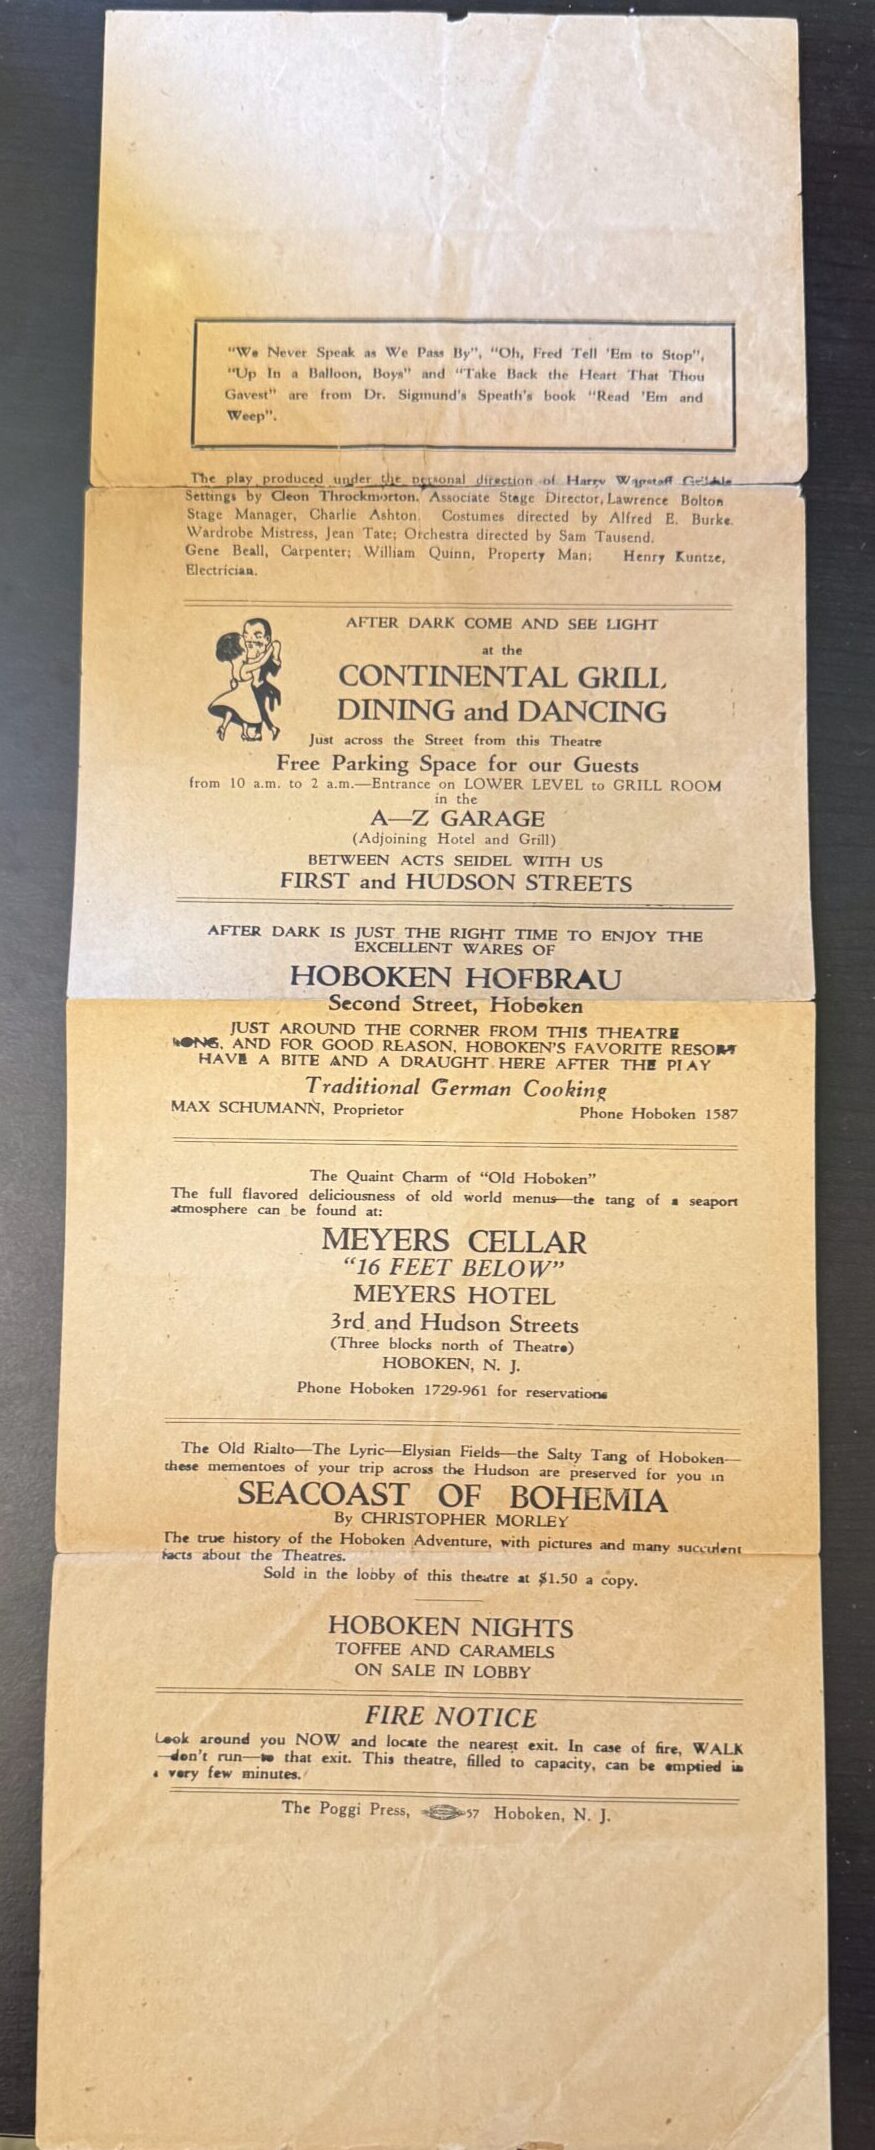 "We Never Speak as We Pass By", "Oh, Fred Tell 'Em to Stop",
"Up In a Balloon, Boys" and "Take Back the Heart That Thou
Gavest" are from Dr. Sigmund's Speath's book "Read 'Em and
Weep".
The play produced under the personal direction of Harry Wagstaff
Settings by Cleon Throckmorton. Associate Stage Director, Lawrence Bolton
Stage Manager, Charlie Ashton. Costumes directed by Alfred E. Burke.
Wardrobe Mistress, Jean Tate; Orchestra directed by Sam Tausend.
Gene Beall, Carpenter; William Quinn, Property Man; Henry Kuntze,
Electrician.
AFTER DARK COME AND SEE LIGHT
at the
CONTINENTAL GRILL
DINING and DANCING
Just across the Street from this Theatre
Free Parking Space for our Guests
from 10 a.m. to 2 a.m.—Entrance on LOWER LEVEL to GRILL ROOM
in the
A—Z GARAGE
(Adjoining Hotel and Grill)
BETWEEN ACTS SEIDEL WITH US
FIRST and HUDSON STREETS
AFTER DARK IS JUST THE RIGHT TIME TO ENJOY THE
EXCELLENT WARES OF
HOBOKEN HOFBRAU
Second Street, Hoboken
JUST AROUND THE CORNER FROM THIS THEATRE
LONG, AND FOR GOOD REASON, HOBOKEN'S FAVORITE RESORT
HAVE A BITE AND A DRAUGHT HERE AFTER THE PLAY
Traditional German Cooking
MAX SCHUMANN, Proprietor Phone Hoboken 1587
The Quaint Charm of "Old Hoboken"
The full flavored deliciousness of old world menus—the tang of a seaport
atmosphere can be found at:
MEYERS CELLAR
"16 FEET BELOW"
MEYERS HOTEL
3rd and Hudson Streets
(Three blocks north of Theatre)
HOBOKEN, N. J.
Phone Hoboken 1729-961 for reservations
The Old Rialto—The Lyric—Elysian Fields—the Salty Tang of Hoboken—
these mementoes of your trip across the Hudson are preserved for you in
SEACOAST OF BOHEMIA
By CHRISTOPHER MORLEY
The true history of the Hoboken Adventure, with pictures and many succulent
facts about the Theatres.
Sold in the lobby of this theatre at $1.50 a copy.
HOBOKEN NIGHTS
TOFFEE AND CARAMELS
ON SALE IN LOBBY
FIRE NOTICE
Look around you NOW and locate the nearest exit. In case of fire, WALK
—don't run—to that exit. This theatre, filled to capacity, can be emptied in
a very few minutes.
The Poggi Press, 57 Hoboken, N. J.